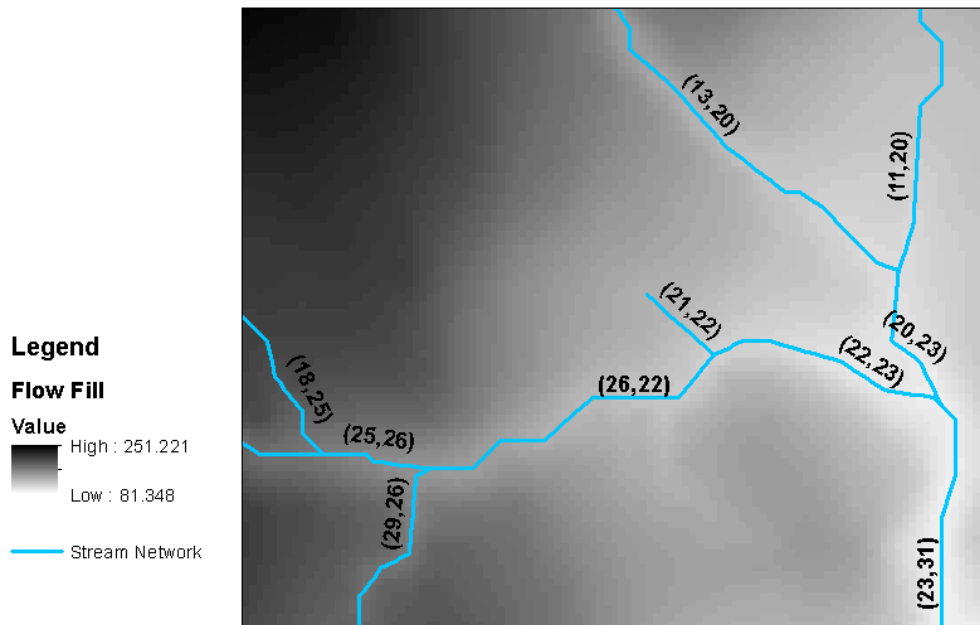 (13,20)
(11,20)
(21,22)
(20,23)
(22,23)
(26,22)
(18,25)
(25,26)
(29,26)
(23,31)
Legend
Flow Fill
Value
High : 251.221
Low : 81.348
Stream Network